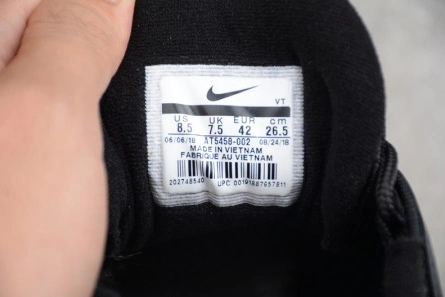 VT
US UK EUR cm
8.5 7.5 42 26.5
06/06/18 AT5458-002 08/24/18
MADE IN VIETNAM
FABRIQUE AU VIETNAM
UPC